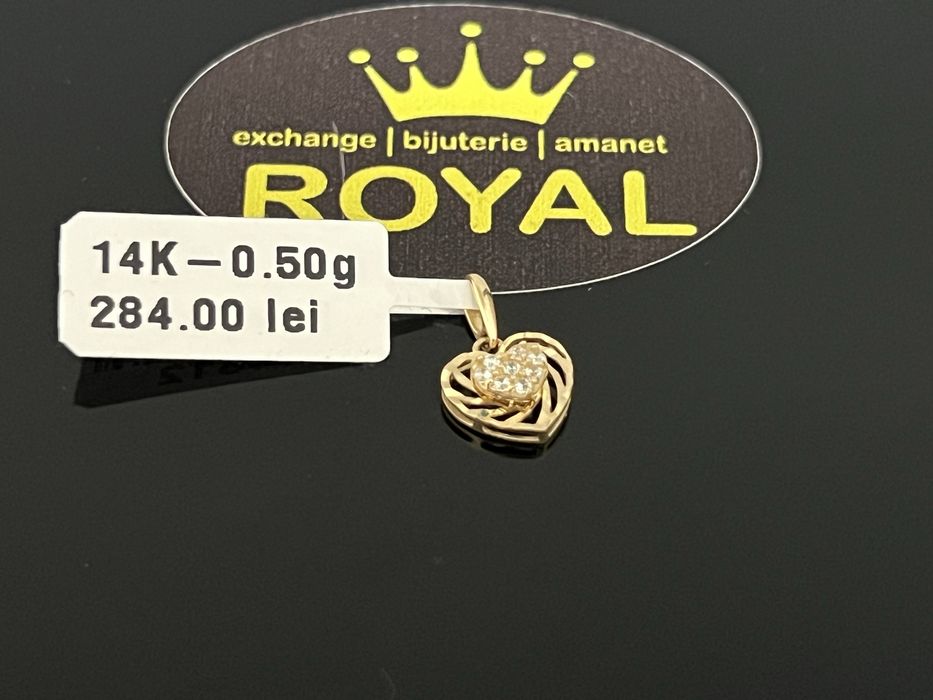 exchange | bijuterie | amanet
ROYAL
14K—0.50g
284.00 lei